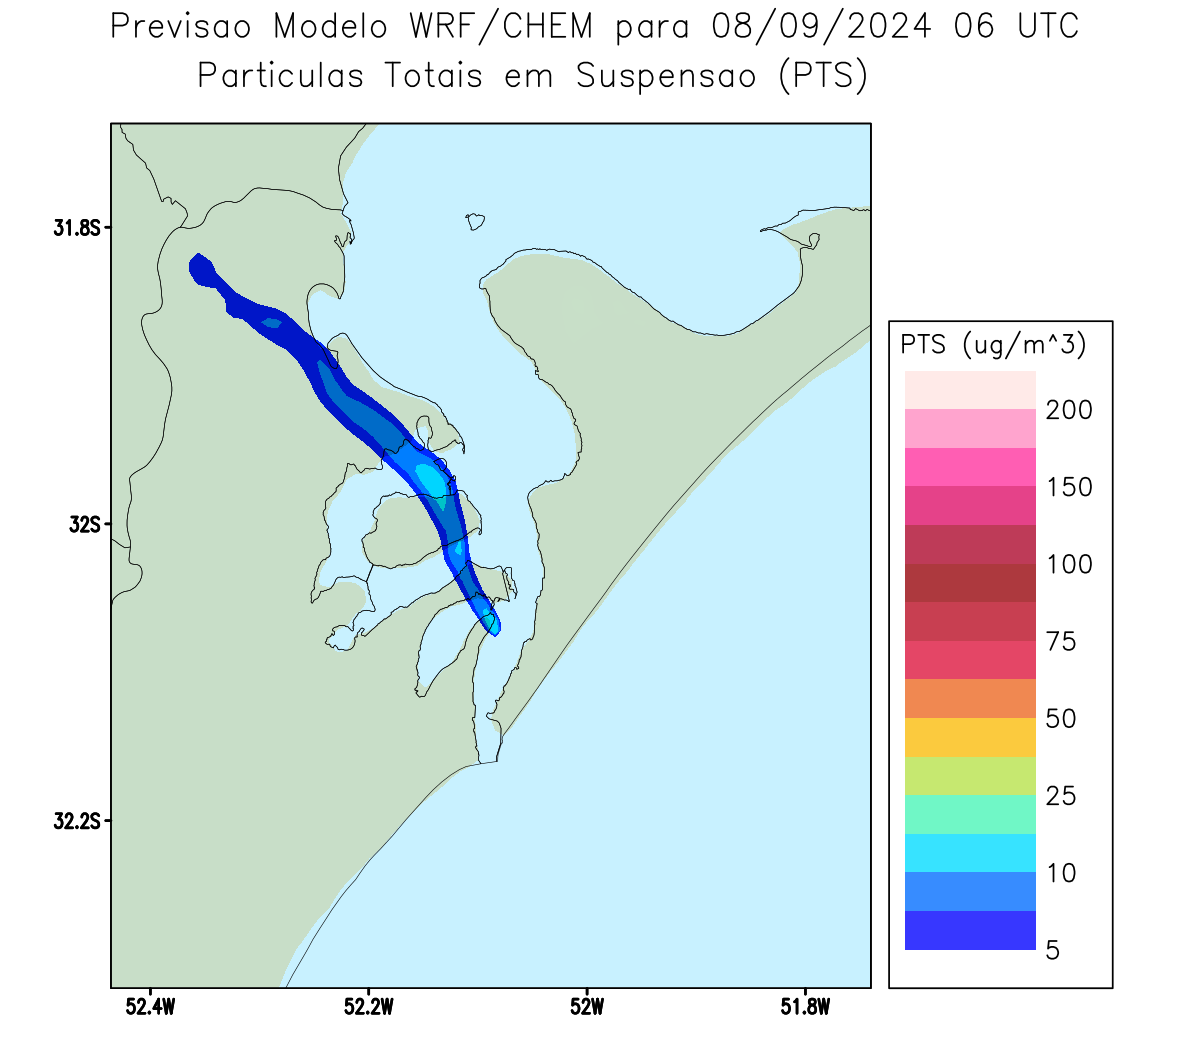 Previsao Modelo WRF/CHEM para 08/09/2024 06 UTC
Particulas Totais em Suspensao (PTS)
31.8S
32S
32.2S
52.4W
52.2W
52W
51.8W
PTS (ug/m^3)
200
150
100
75
50
25
10
5